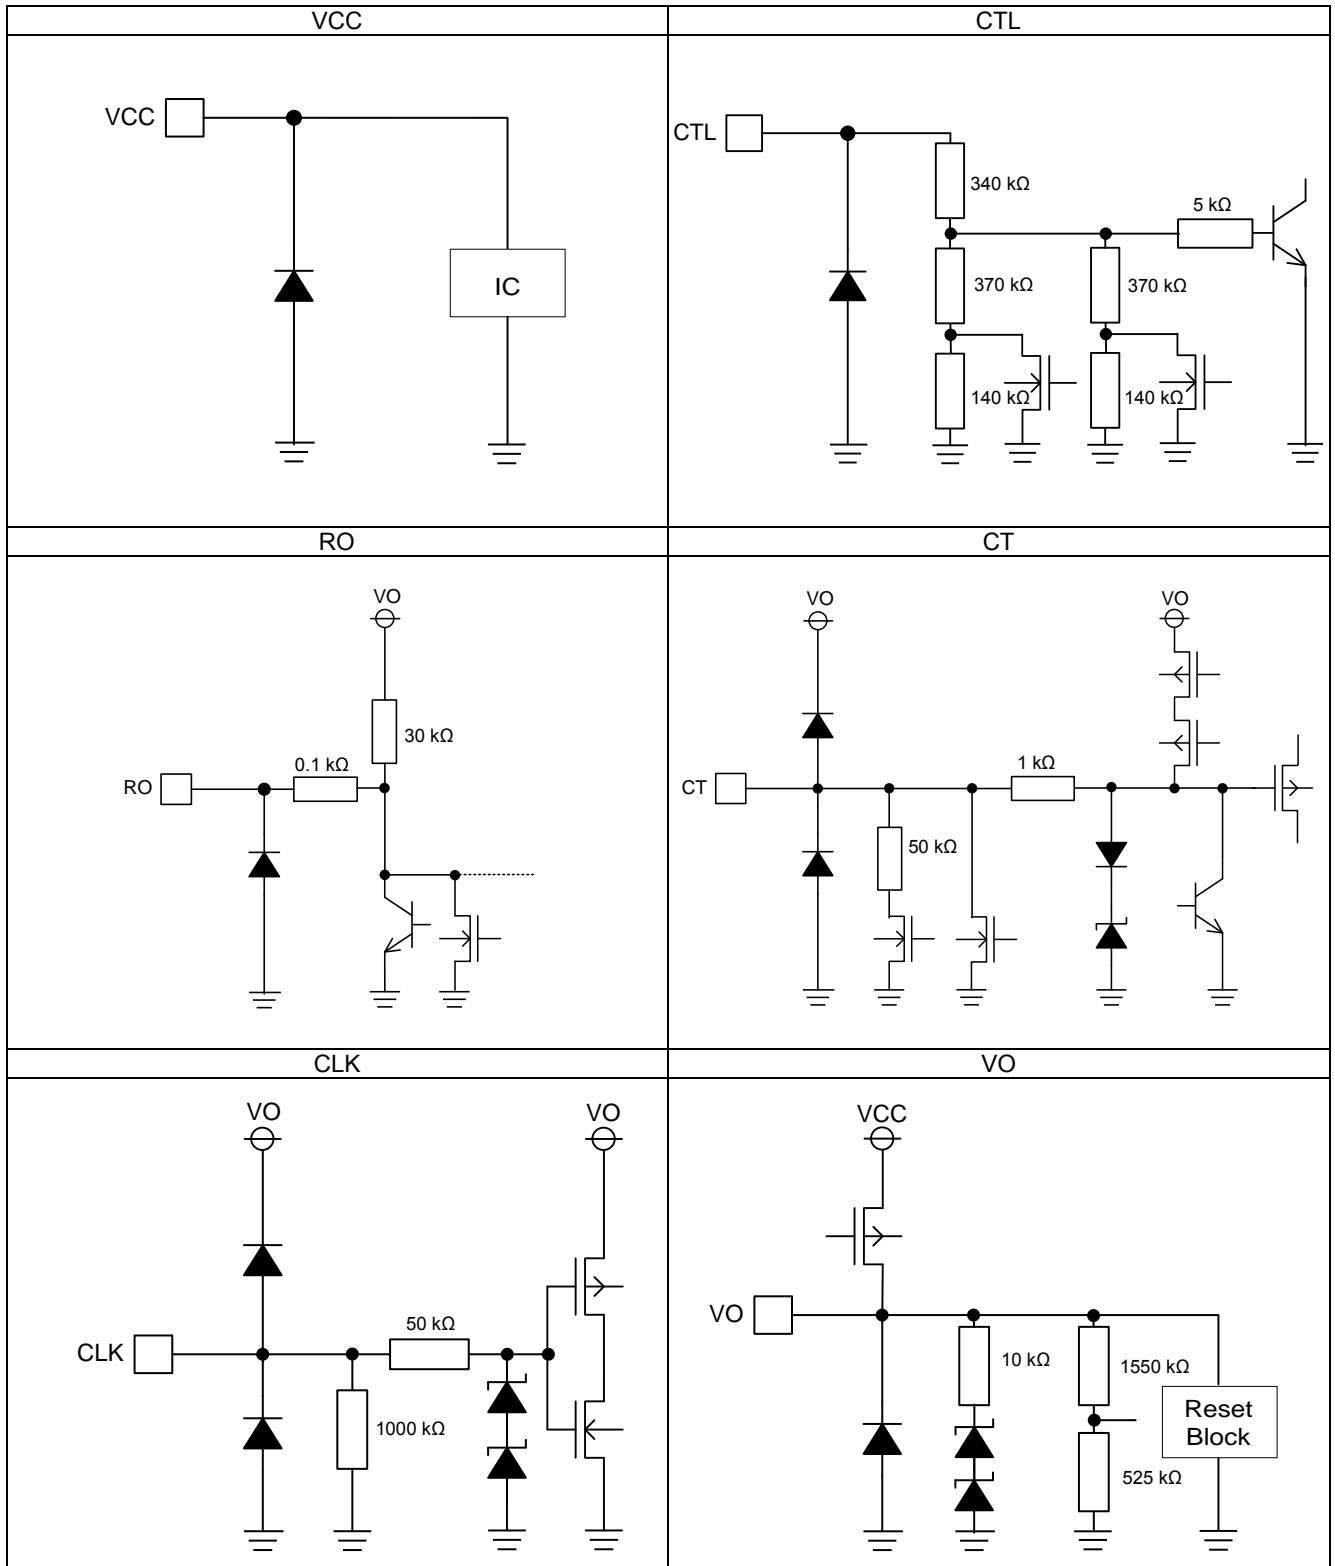 VCC
CTL
VCC
IC
CTL
340 kΩ
5 kΩ
370 kΩ
370 kΩ
140 kΩ
140 kΩ
RO
CT
VO
30 kΩ
0.1 kΩ
RO
VO
VO
1 kΩ
CT
50 kΩ
CLK
VO
VO
VO
50 kΩ
CLK
1000 kΩ
VCC
VO
10 kΩ
1550 kΩ
Reset
Block
525 kΩ